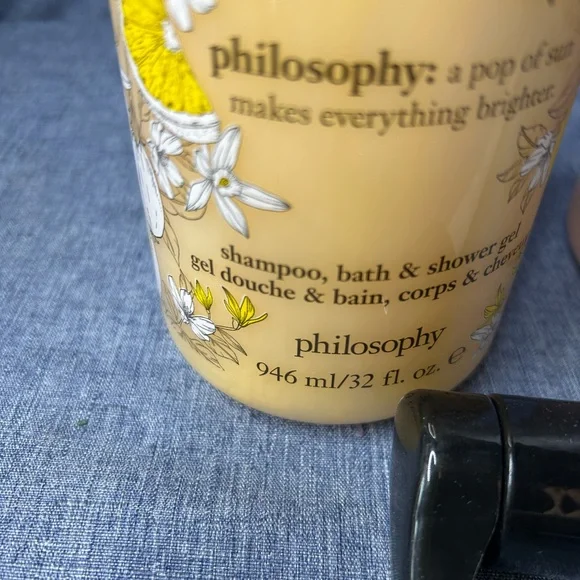 philosophy: a pop of sun
makes everything brighter.
shampoo, bath & shower gel
gel douche & bain, corps &
philosophy
946 ml/32 fl. oz. e